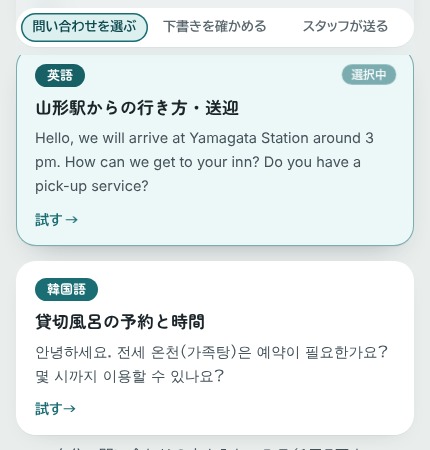 問い合わせを選ぶ 下書きを確かめる スタッフが送る
英語 選択中
山形駅からの行き方・送迎
Hello, we will arrive at Yamagata Station around 3
pm. How can we get to your inn? Do you have a
pick-up service?
試す→
韓国語
貸切風呂の予約と時間
안녕하세요. 전세 온천(가족탕)은 예약이 필요한가요?
몇 시까지 이용할 수 있나요?
試す→